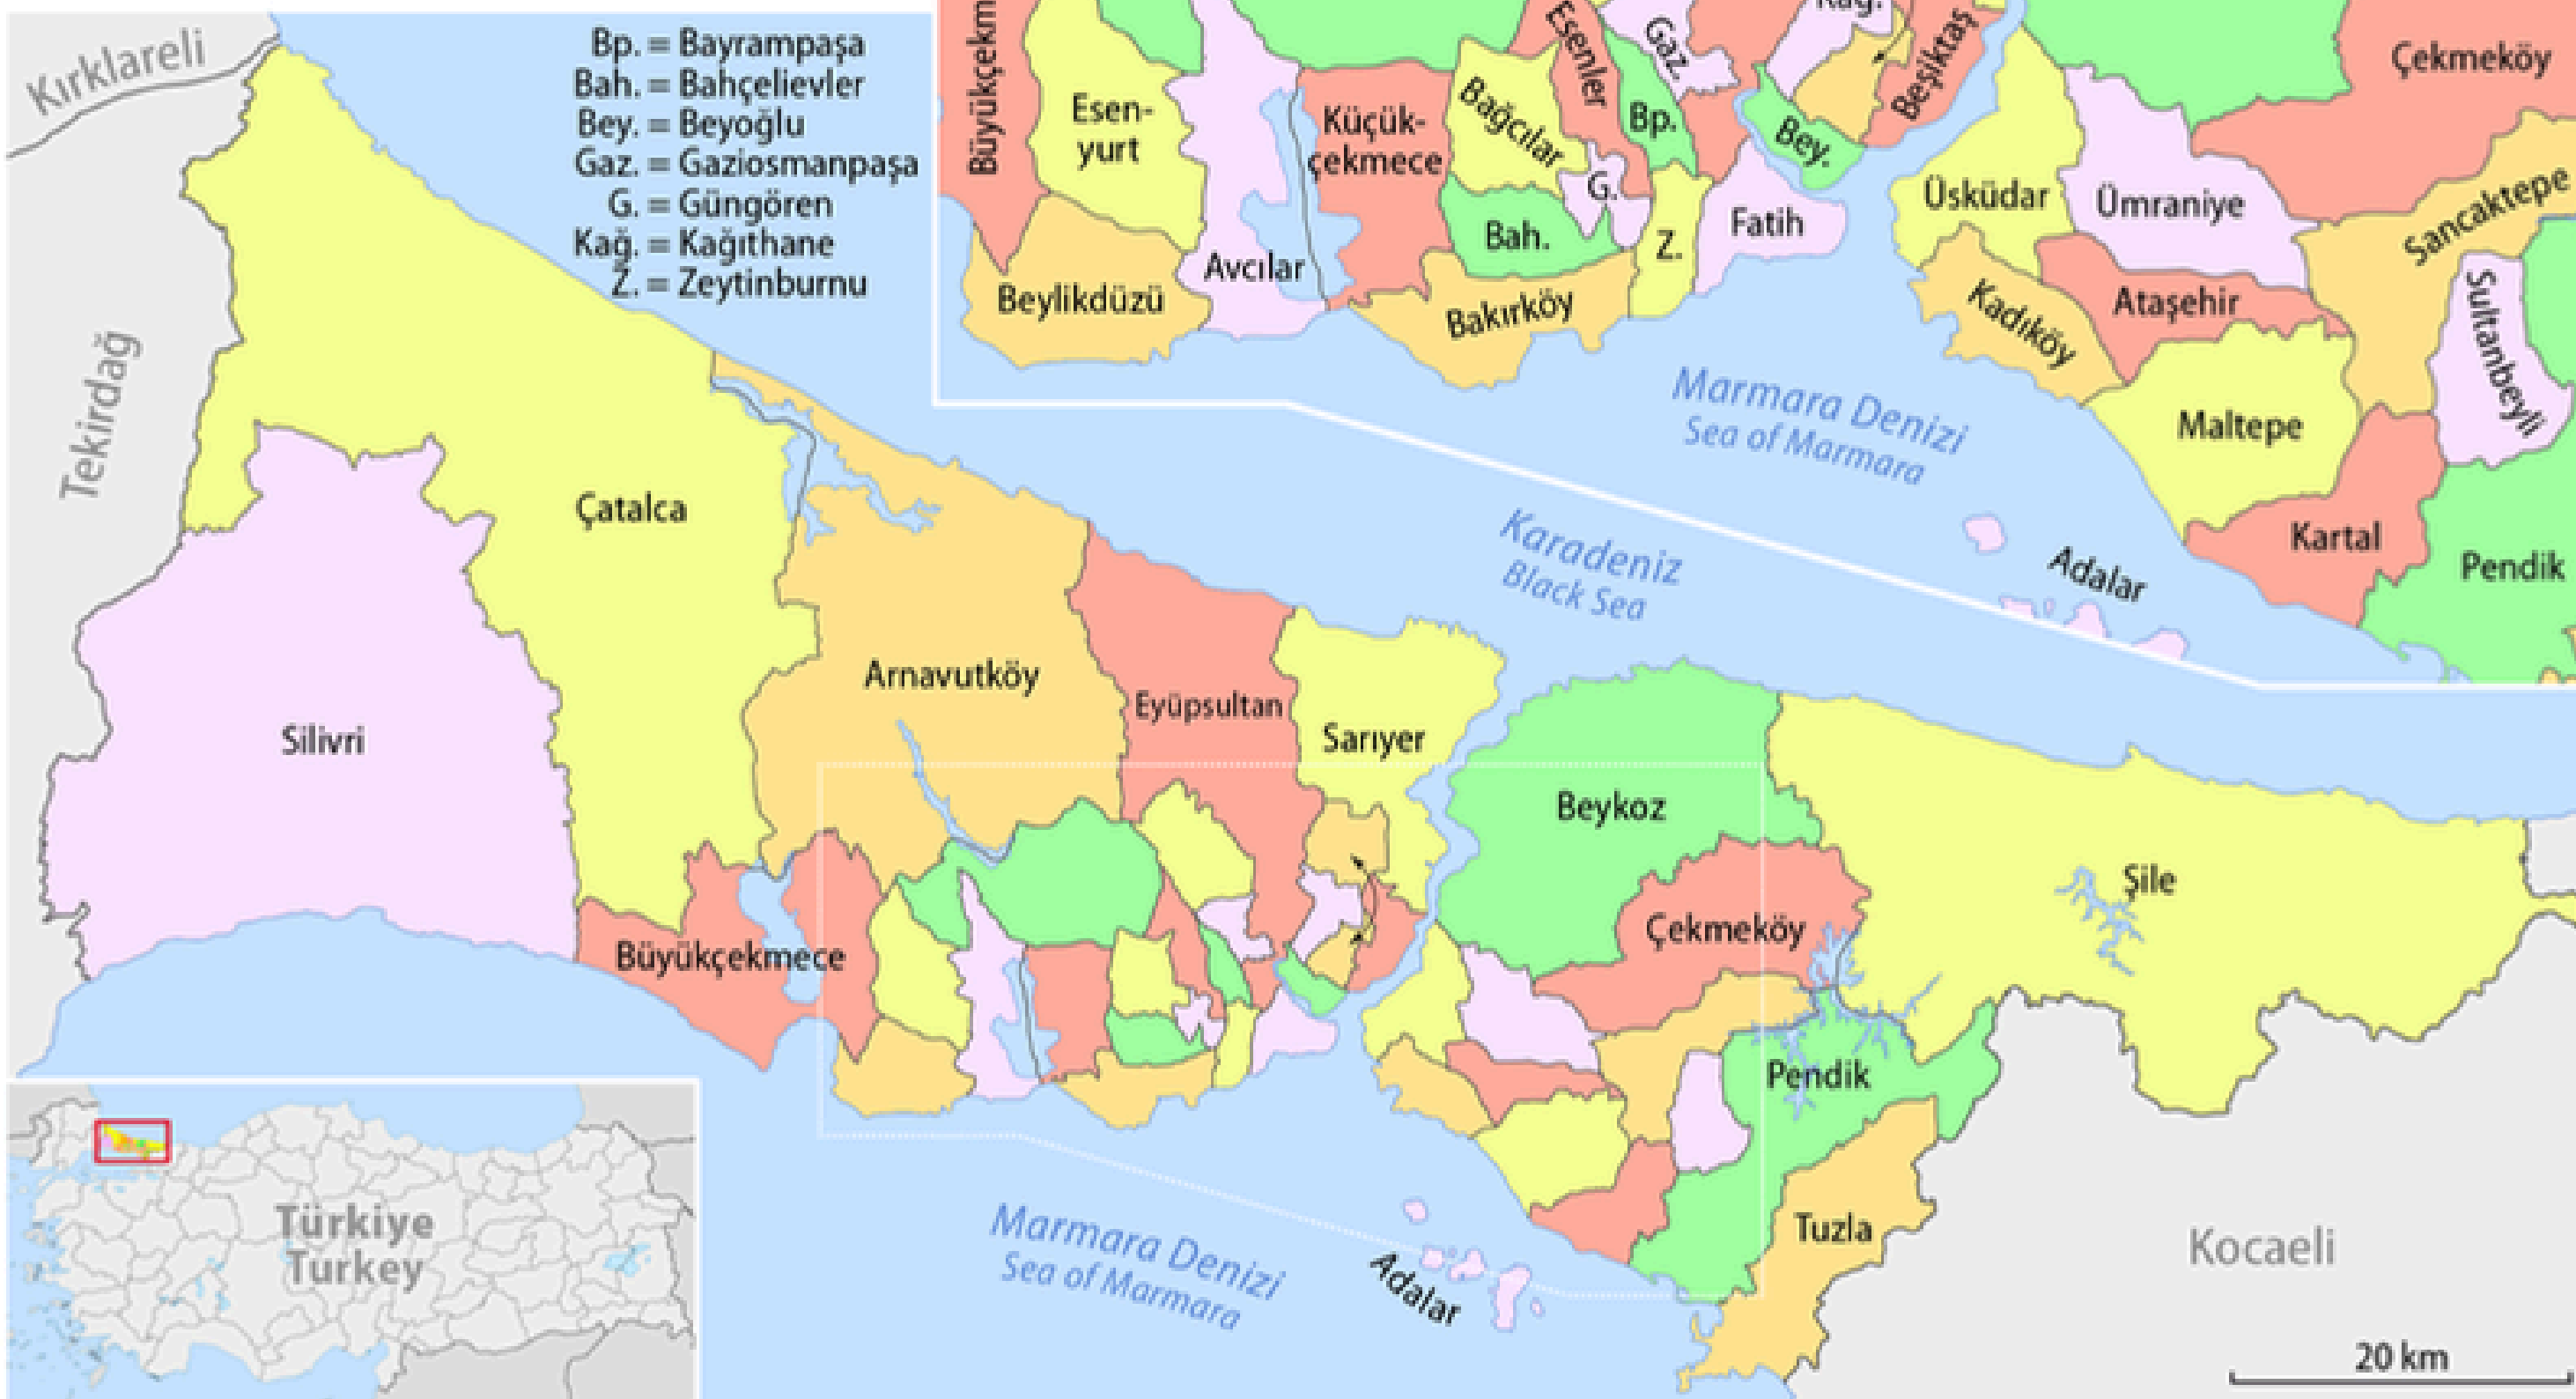 Kırklareli
Tekirdağ
Bp. = Bayrampaşa
Bah. = Bahçelievler
Bey. = Beyoğlu
Gaz. = Gaziosmanpaşa
G. = Güngören
Kağ. = Kağıthane
Z. = Zeytinburnu
Esenler
Gaz.
Kağ.
Beşiktaş
Çekmeköy
Esen-
yurt
Küçük-
çekmece
Bağcılar
Bp.
Bey.
G.
Üsküdar
Ümraniye
Sancaktepe
Bah.
Z.
Fatih
Avcılar
Beylikdüzü
Bakırköy
Kadıköy
Ataşehir
Sultanbeyli
Marmara Denizi
Sea of Marmara
Maltepe
Kartal
Adalar
Pendik
Karadeniz
Black Sea
Çatalca
Silivri
Arnavutköy
Eyüpsultan
Sarıyer
Beykoz
Şile
Büyükçekmece
Çekmeköy
Pendik
Tuzla
Marmara Denizi
Sea of Marmara
Adalar
Kocaeli
Türkiye
Turkey
20 km